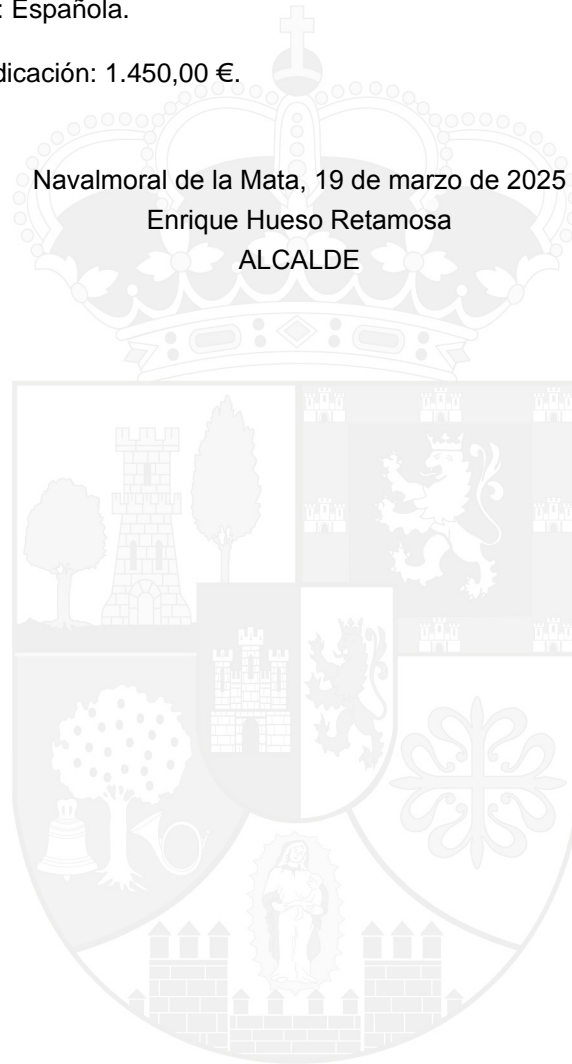 : Española.
dicación: 1.450,00 €.
Navalmoral de la Mata, 19 de marzo de 2025
Enrique Hueso Retamosa
ALCALDE